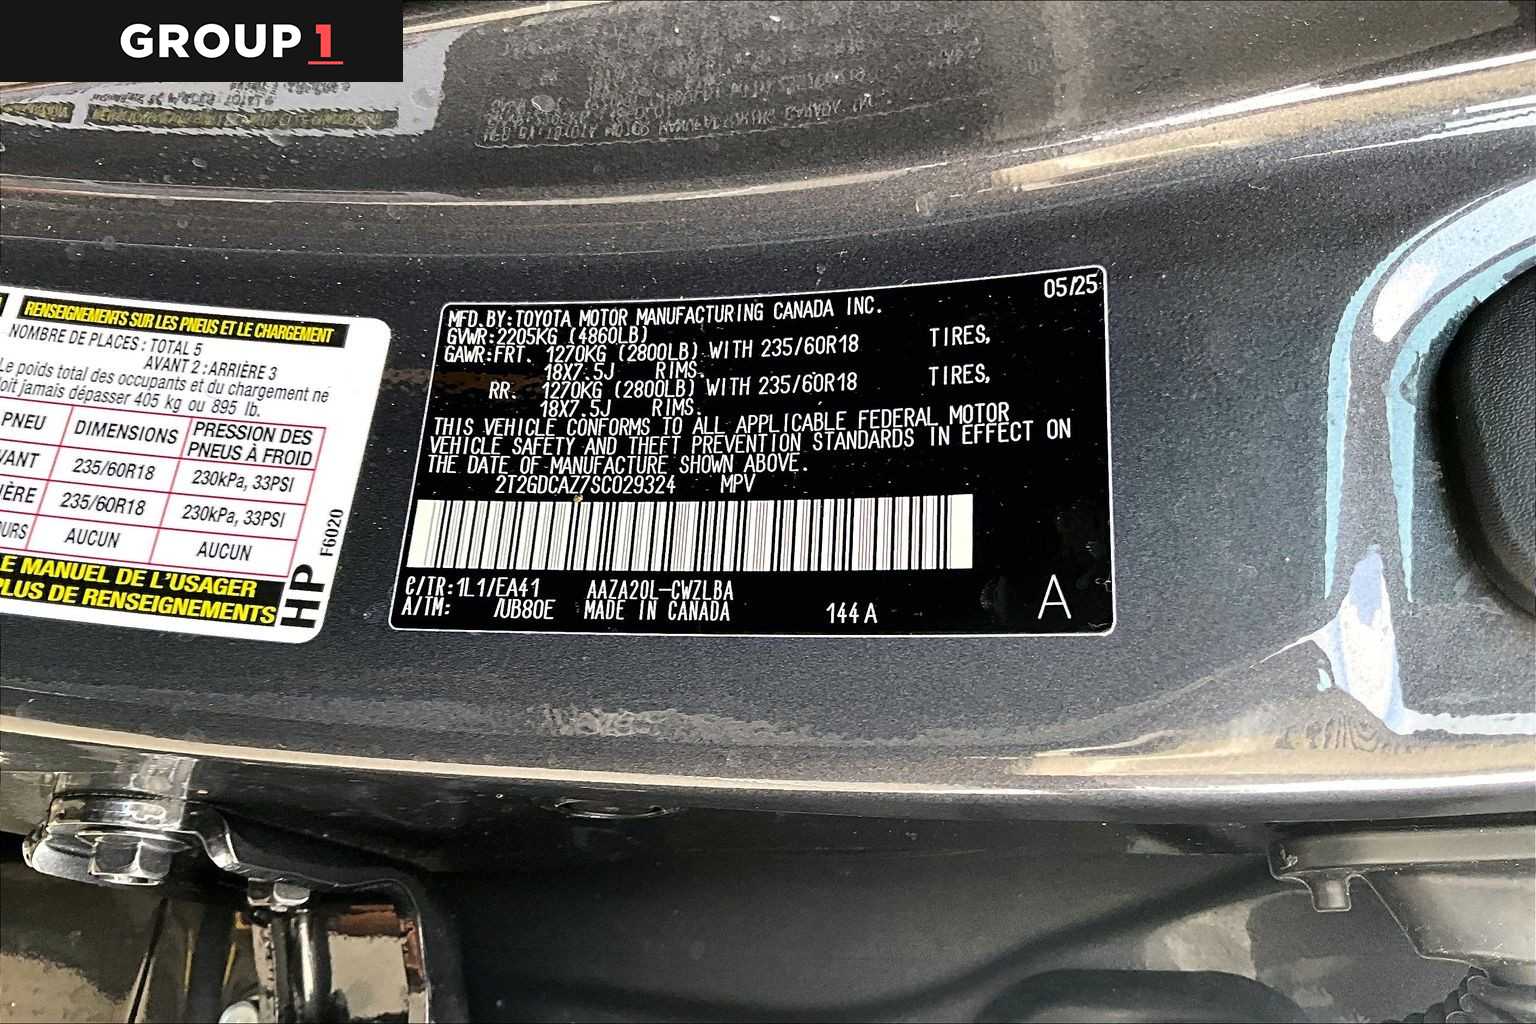 GROUP 1
RENSEIGNEMENTS SUR LES PNEUS ET LE CHARGEMENT
NOMBRE DE PLACES : TOTAL 5
AVANT 2 : ARRIÈRE 3
Le poids total des occupants et du chargement ne
doit jamais dépasser 405 kg ou 895 lb.
PNEU DIMENSIONS PRESSION DES PNEUS À FROID
VANT 235/60R18 230kPa, 33PSI
IÈRE 235/60R18 230kPa, 33PSI
OURS AUCUN AUCUN
LE MANUEL DE L'USAGER
PLUS DE RENSEIGNEMENTS
HP F6020
05/25
MFD.BY:TOYOTA MOTOR MANUFACTURING CANADA INC.
GVWR:2205KG (4860LB)
GAWR:FRT. 1270KG (2800LB) WITH 235/60R18 TIRES,
18X7.5J RIMS.
RR. 1270KG (2800LB) WITH 235/60R18 TIRES,
18X7.5J RIMS.
THIS VEHICLE CONFORMS TO ALL APPLICABLE FEDERAL MOTOR
VEHICLE SAFETY AND THEFT PREVENTION STANDARDS IN EFFECT ON
THE DATE OF MANUFACTURE SHOWN ABOVE.
2T2GDCAZ7SC029324 MPV
C/TR:1L1/EA41 AAZA20L-CWZLBA
A/TM: /UB80E MADE IN CANADA 144A A